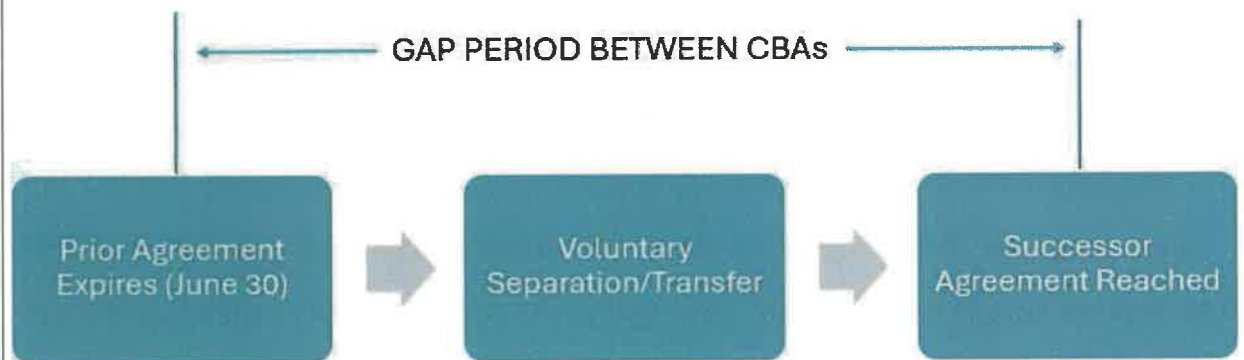 GAP PERIOD BETWEEN CBAs
Prior Agreement
Expires (June 30)
Voluntary
Separation/Transfer
Successor
Agreement Reached